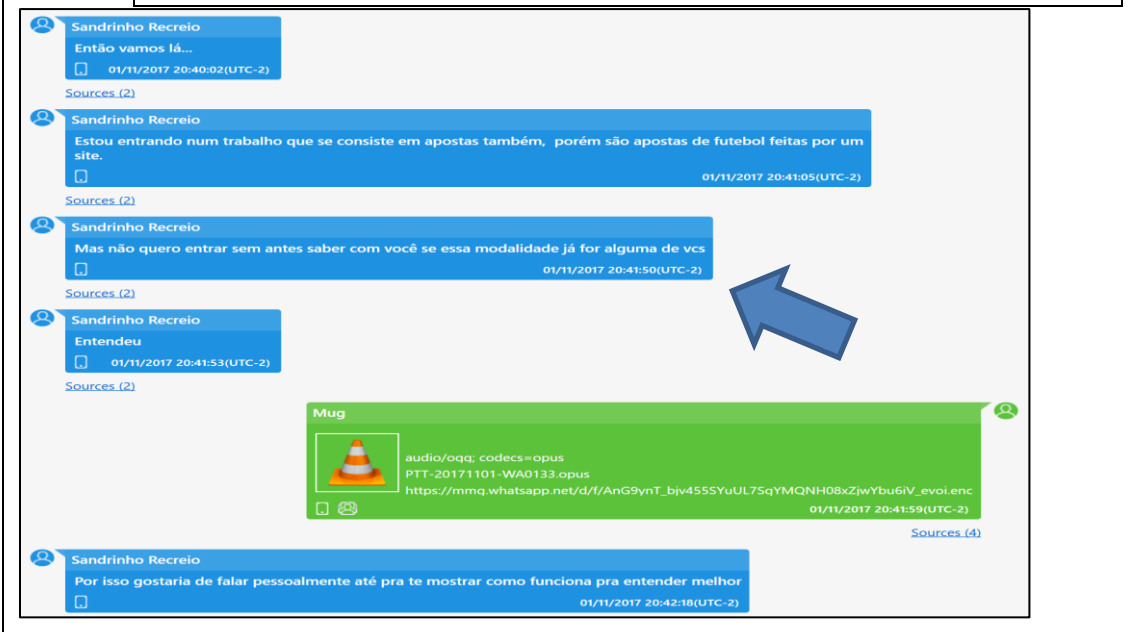 Sandrinho Recreio
Então vamos lá...
01/11/2017 20:40:02(UTC-2)
Sources (2)
Sandrinho Recreio
Estou entrando num trabalho que se consiste em apostas também, porém são apostas de futebol feitas por um
site.
01/11/2017 20:41:05(UTC-2)
Sources (2)
Sandrinho Recreio
Mas não quero entrar sem antes saber com você se essa modalidade já for alguma de vcs
01/11/2017 20:41:50(UTC-2)
Sources (2)
Sandrinho Recreio
Entendeu
01/11/2017 20:41:53(UTC-2)
Sources (2)
Mug
audio/ogg; codecs=opus
PTT-20171101-WA0133.opus
https://mmg.whatsapp.net/d/f/AnG9ynT_bjv455SYuUL7SqYMQNH08xZjwYbu6iV_evoi.enc
01/11/2017 20:41:59(UTC-2)
Sources (4)
Sandrinho Recreio
Por isso gostaria de falar pessoalmente até pra te mostrar como funciona pra entender melhor
01/11/2017 20:42:18(UTC-2)